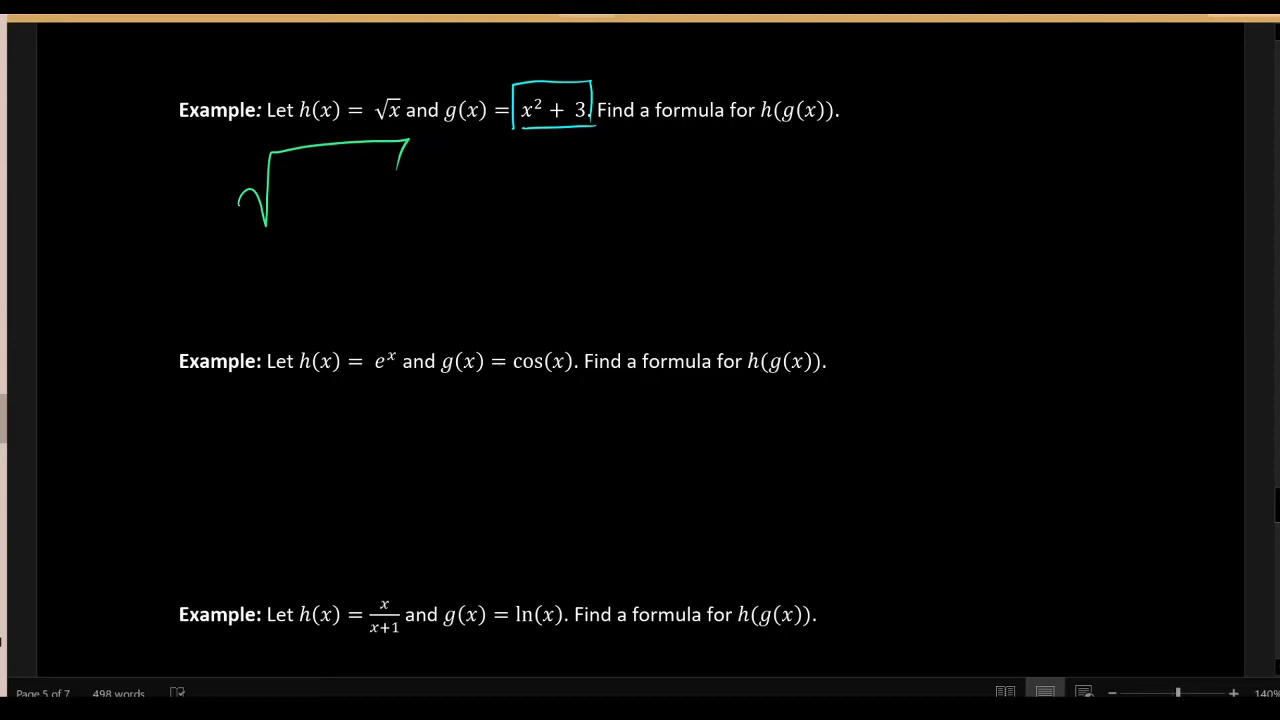 Example: Let h(x) = √x and g(x) = x² + 3. Find a formula for h(g(x)).
√
Example: Let h(x) = eˣ and g(x) = cos(x). Find a formula for h(g(x)).
Example: Let h(x) = x/(x+1) and g(x) = ln(x). Find a formula for h(g(x)).
Page 5 of 7 498 words 140%